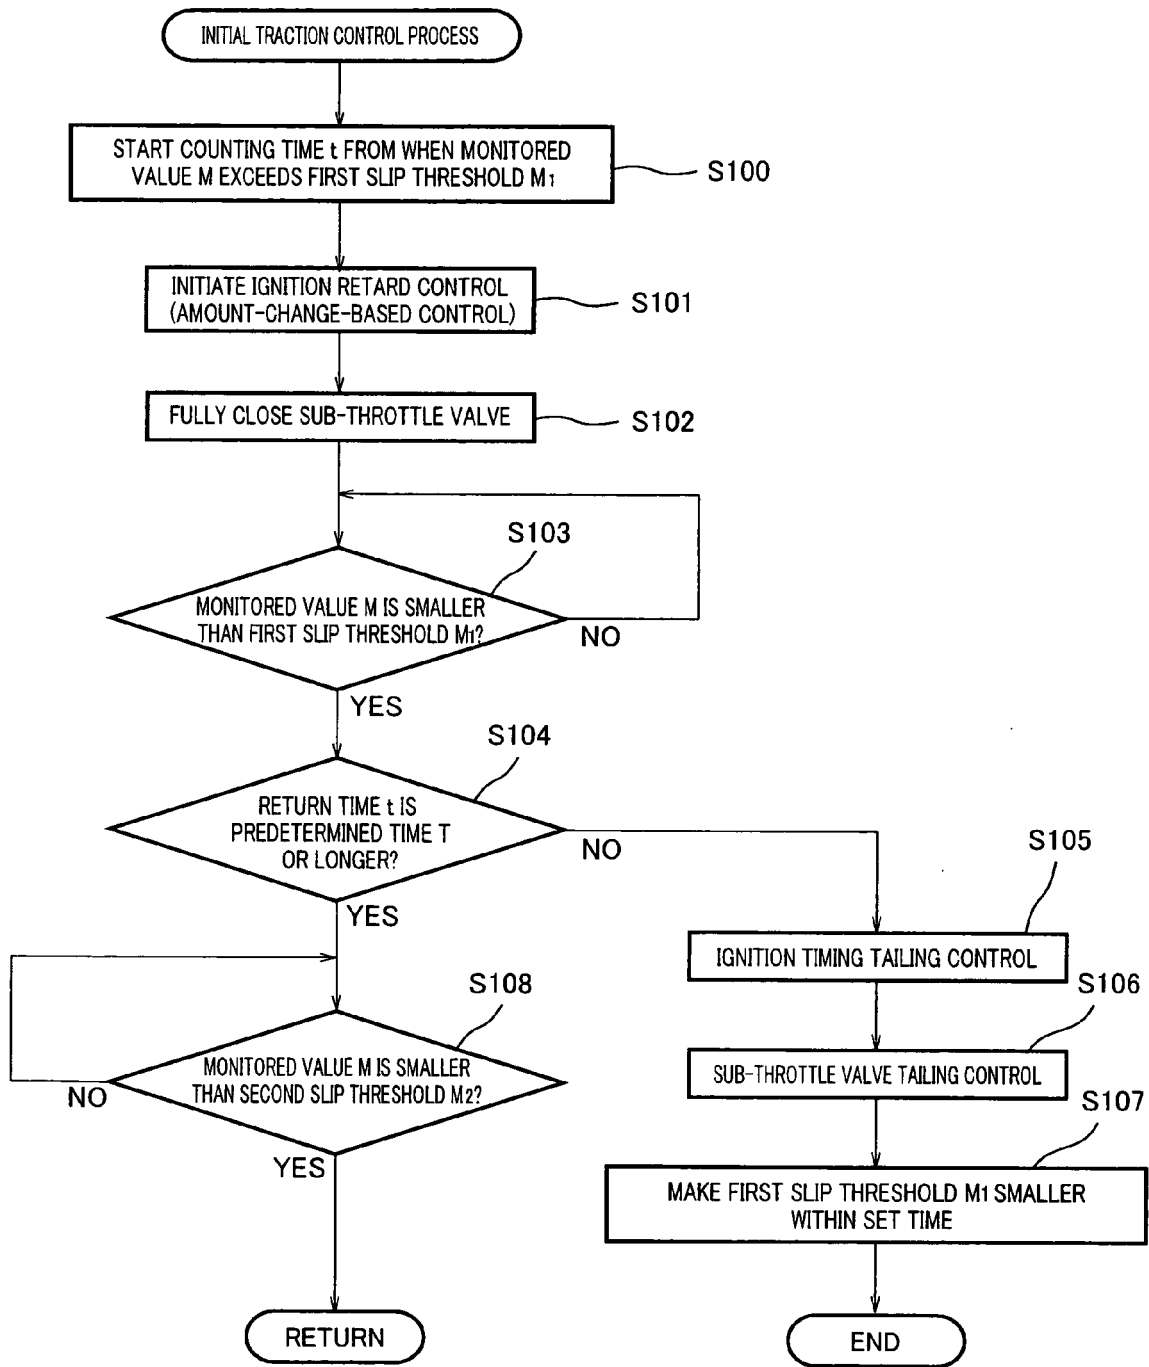 INITIAL TRACTION CONTROL PROCESS
START COUNTING TIME t FROM WHEN MONITORED
VALUE M EXCEEDS FIRST SLIP THRESHOLD M1
S100
INITIATE IGNITION RETARD CONTROL
(AMOUNT-CHANGE-BASED CONTROL)
S101
FULLY CLOSE SUB-THROTTLE VALVE
S102
S103
MONITORED VALUE M IS SMALLER
THAN FIRST SLIP THRESHOLD M1?
NO
YES
S104
RETURN TIME t IS
PREDETERMINED TIME T
OR LONGER?
NO
YES
S105
IGNITION TIMING TAILING CONTROL
S106
SUB-THROTTLE VALVE TAILING CONTROL
S107
MAKE FIRST SLIP THRESHOLD M1 SMALLER
WITHIN SET TIME
S108
MONITORED VALUE M IS SMALLER
THAN SECOND SLIP THRESHOLD M2?
NO
YES
RETURN
END